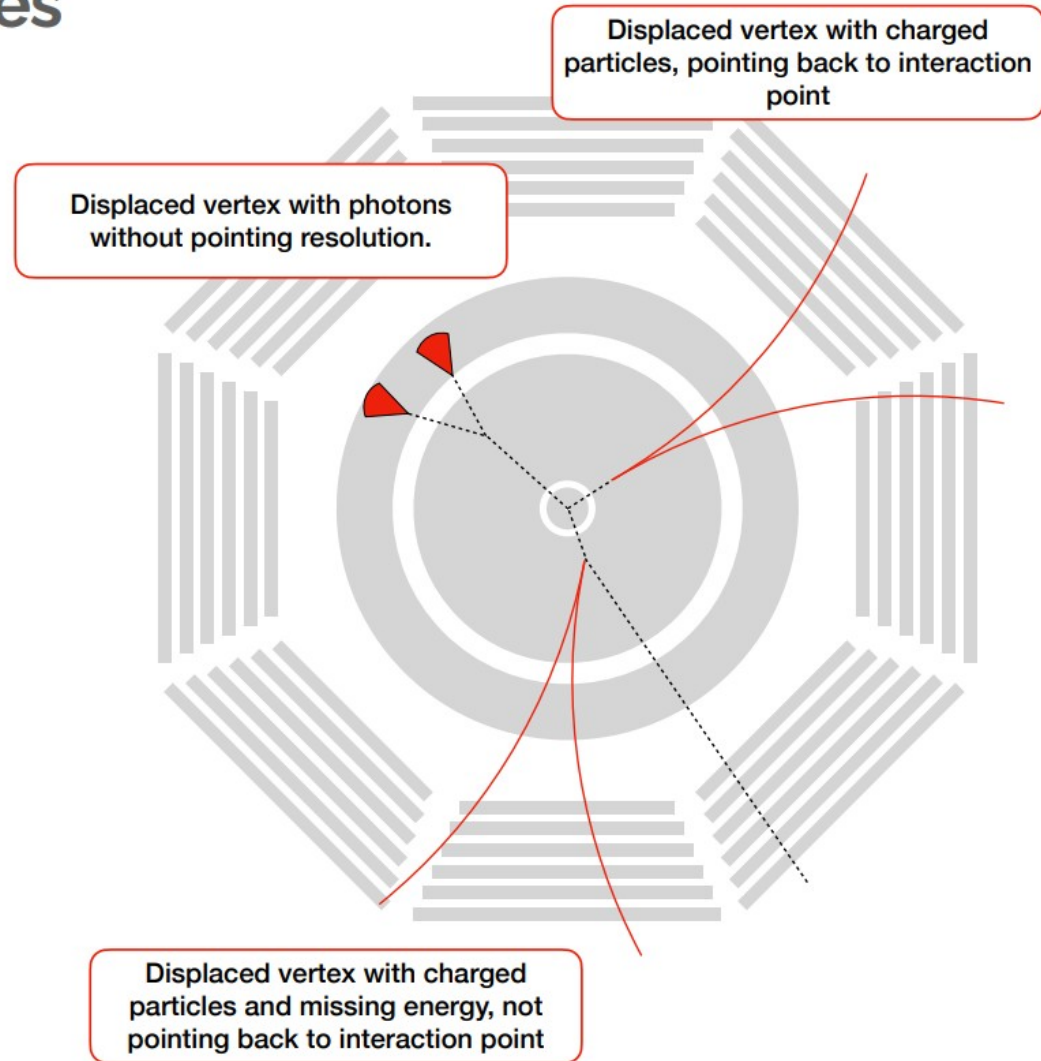 es
Displaced vertex with charged
particles, pointing back to interaction
point
Displaced vertex with photons
without pointing resolution.
Displaced vertex with charged
particles and missing energy, not
pointing back to interaction point